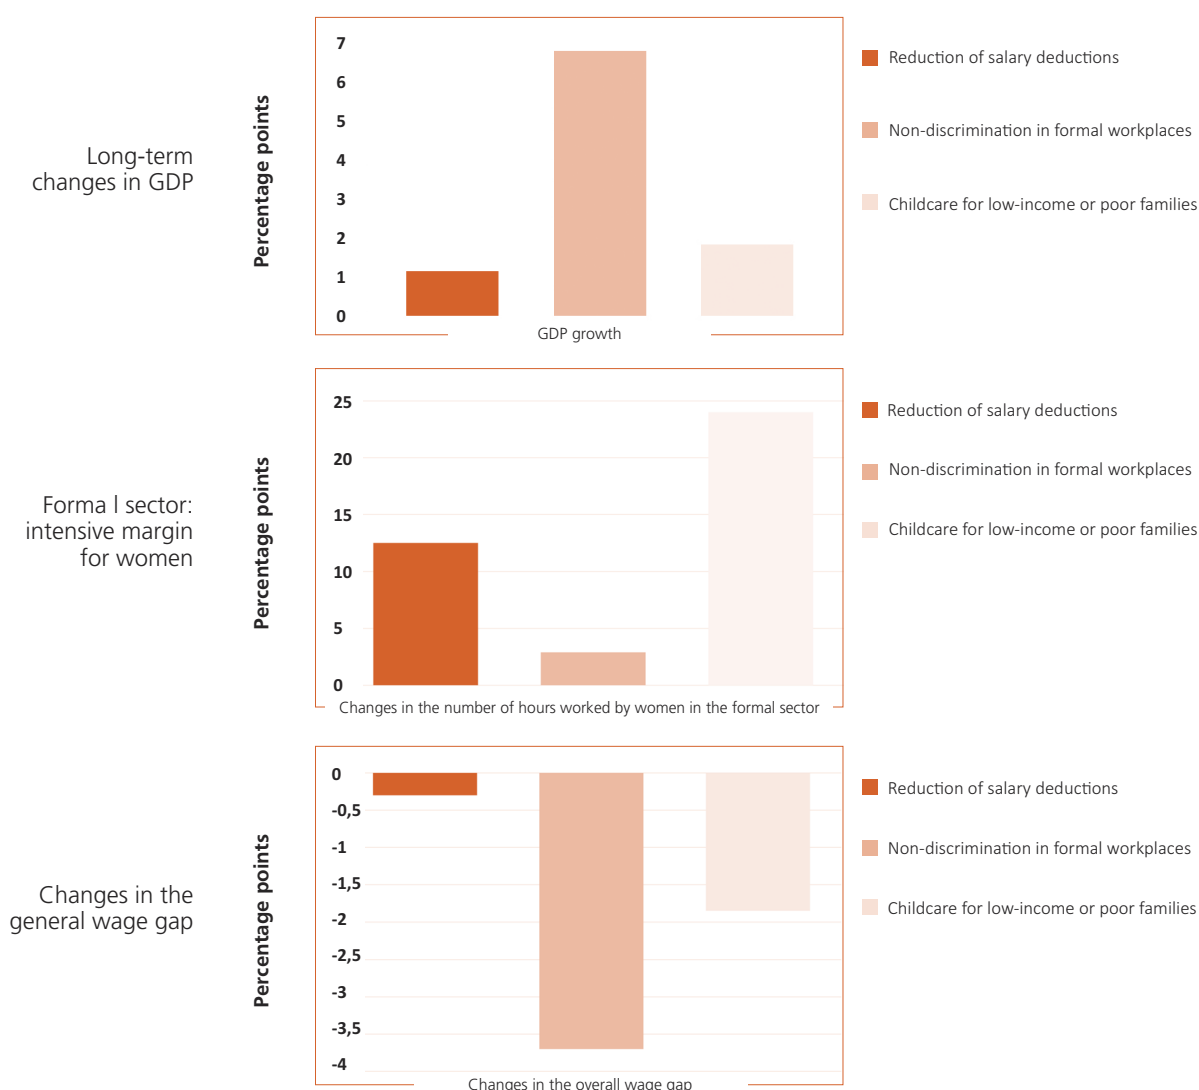 Long-term
changes in GDP
Percentage points
7
6
5
4
3
2
1
0
GDP growth
Reduction of salary deductions
Non-discrimination in formal workplaces
Childcare for low-income or poor families
Forma l sector:
intensive margin
for women
Percentage points
25
20
15
10
5
0
Changes in the number of hours worked by women in the formal sector
Reduction of salary deductions
Non-discrimination in formal workplaces
Childcare for low-income or poor families
Changes in the
general wage gap
Percentage points
0
-0,5
-1
-1,5
-2
-2,5
-3
-3,5
-4
Changes in the overall wage gap
Reduction of salary deductions
Non-discrimination in formal workplaces
Childcare for low-income or poor families